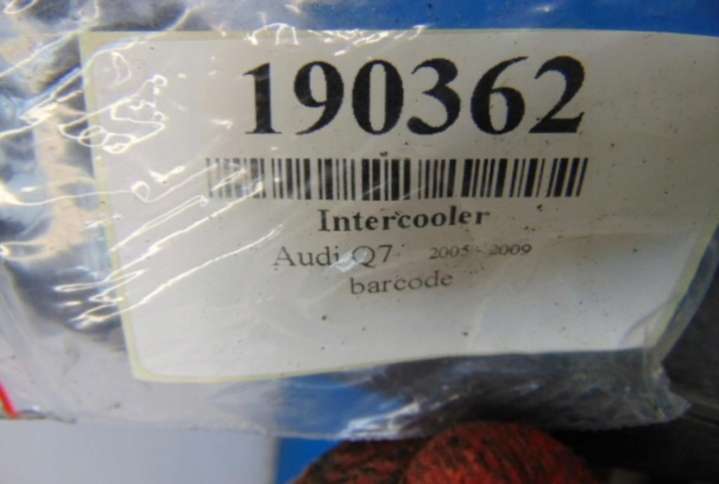 190362
Intercooler
Audi Q7 2005 - 2009
barcode